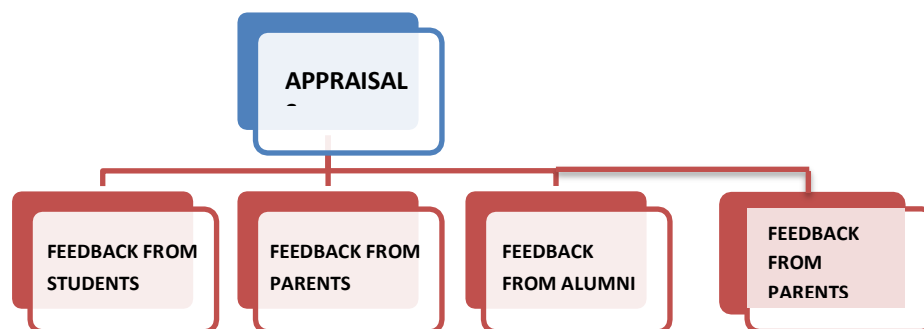 APPRAISAL
FEEDBACK FROM
STUDENTS
FEEDBACK FROM
PARENTS
FEEDBACK
FROM ALUMNI
FEEDBACK
FROM
PARENTS